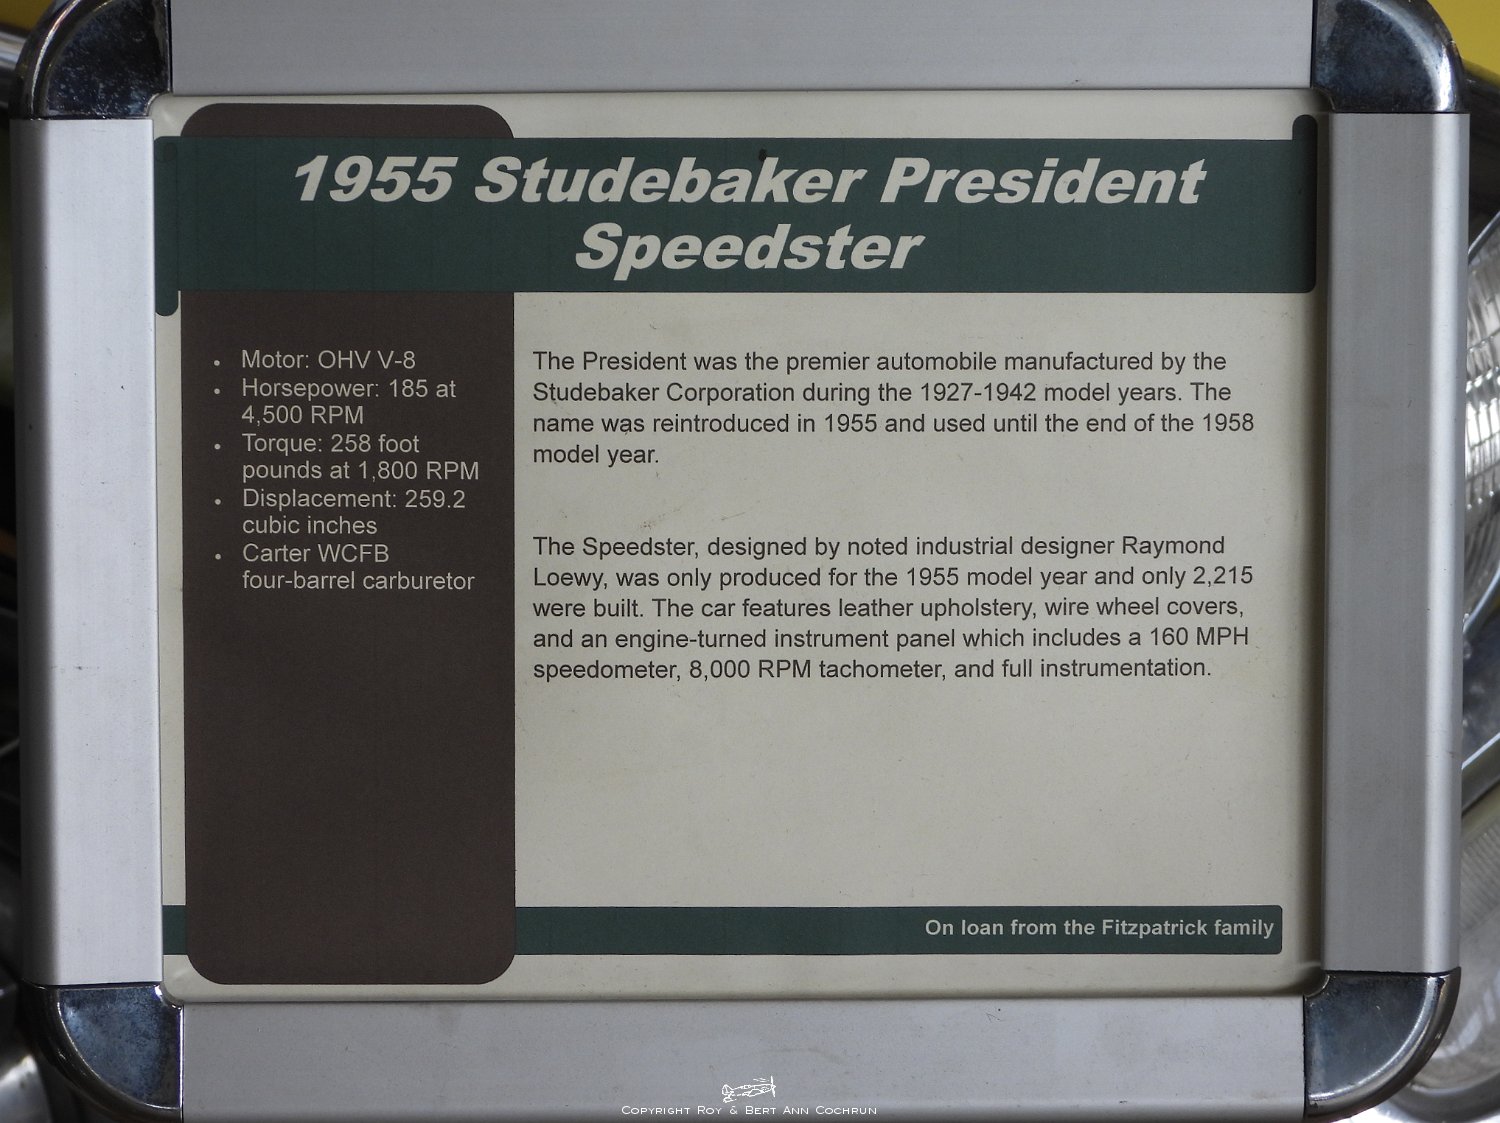 1955 Studebaker President
Speedster
• Motor: OHV V-8
• Horsepower: 185 at
4,500 RPM
• Torque: 258 foot
pounds at 1,800 RPM
• Displacement: 259.2
cubic inches
• Carter WCFB
four-barrel carburetor
The President was the premier automobile manufactured by the
Studebaker Corporation during the 1927-1942 model years. The
name was reintroduced in 1955 and used until the end of the 1958
model year.
The Speedster, designed by noted industrial designer Raymond
Loewy, was only produced for the 1955 model year and only 2,215
were built. The car features leather upholstery, wire wheel covers,
and an engine-turned instrument panel which includes a 160 MPH
speedometer, 8,000 RPM tachometer, and full instrumentation.
On loan from the Fitzpatrick family
Copyright Roy & Bert Ann Cochrun